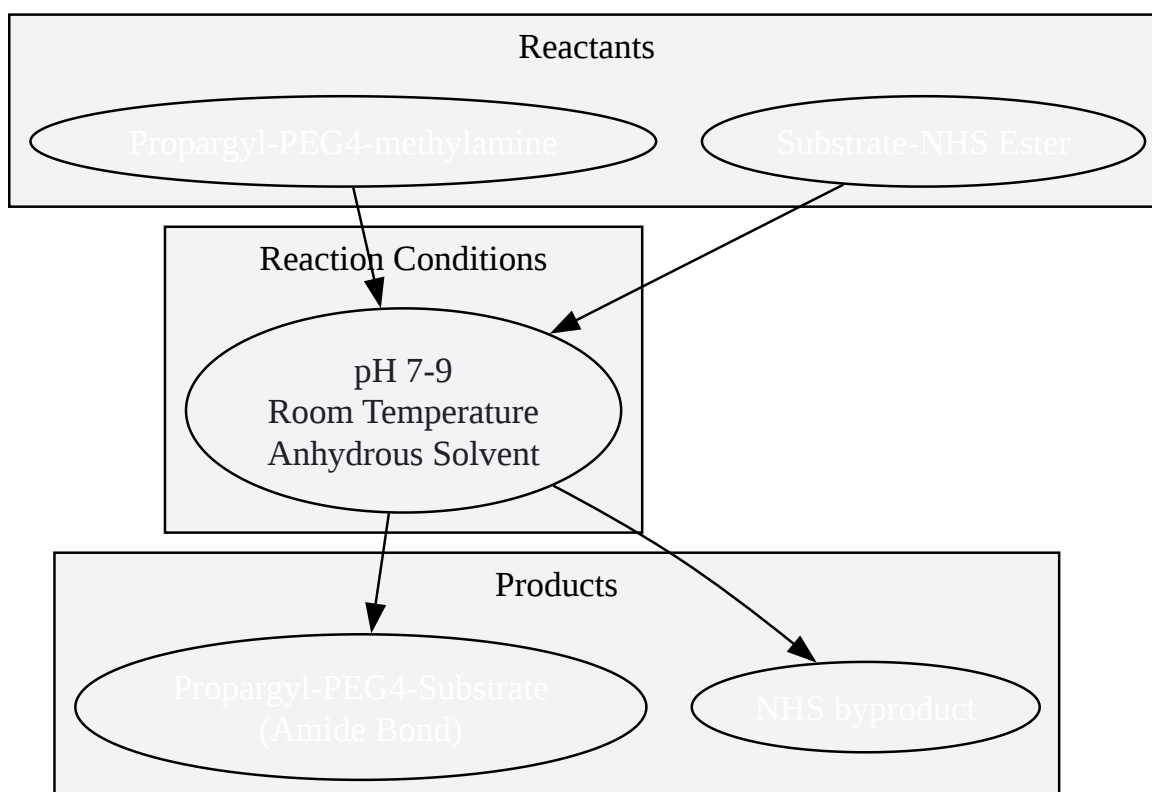 Reactants
Propargyl-PEG4-methylamine
Substrate-NHS Ester
Reaction Conditions
pH 7-9
Room Temperature
Anhydrous Solvent
Products
Propargyl-PEG4-Substrate
(Amide Bond)
NHS byproduct